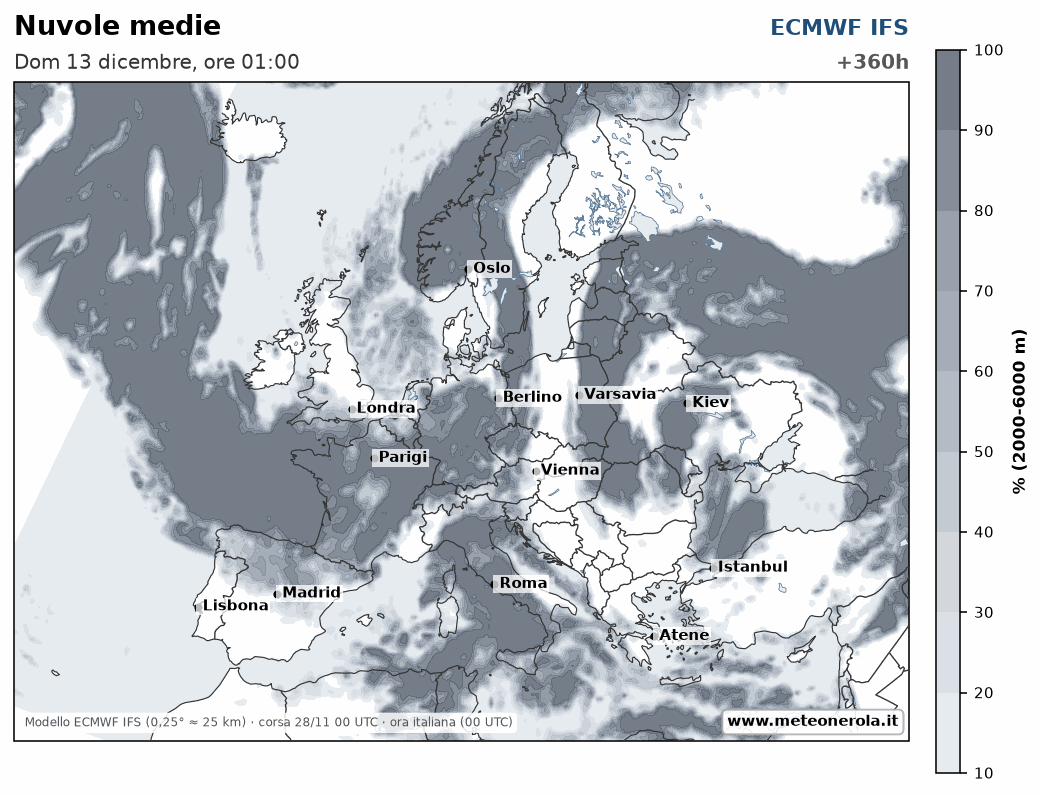 Nuvole medie
ECMWF IFS
Dom 13 dicembre, ore 01:00
+360h
100
90
80
70
60
50
40
30
20
10
% (2000-6000 m)
Oslo
Berlino
Varsavia
Kiev
Londra
Parigi
Vienna
Istanbul
Roma
Madrid
Lisbona
Atene
Modello ECMWF IFS (0,25° ≈ 25 km) · corsa 28/11 00 UTC · ora italiana (00 UTC)
www.meteonerola.it